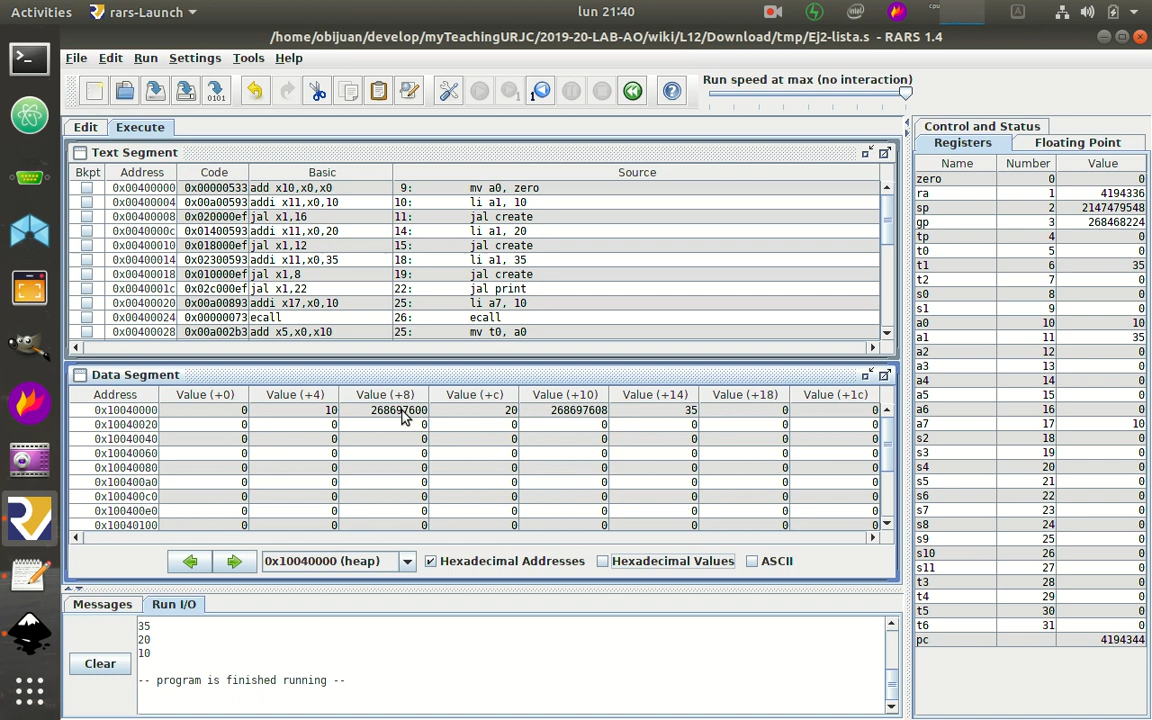 Activities rars-Launch lun 21:40 cpu
/home/obijuan/develop/myTeachingURJC/2019-20-LAB-AO/wiki/L12/Download/tmp/Ej2-lista.s - RARS 1.4
File Edit Run Settings Tools Help
Run speed at max (no interaction)
Edit Execute
Text Segment
Bkpt Address Code Basic Source
0x00400000 0x00000533 add x10,x0,x0 9: mv a0, zero
0x00400004 0x00a00593 addi x11,x0,10 10: li a1, 10
0x00400008 0x020000ef jal x1,16 11: jal create
0x0040000c 0x01400593 addi x11,x0,20 14: li a1, 20
0x00400010 0x018000ef jal x1,12 15: jal create
0x00400014 0x02300593 addi x11,x0,35 18: li a1, 35
0x00400018 0x010000ef jal x1,8 19: jal create
0x0040001c 0x02c000ef jal x1,22 22: jal print
0x00400020 0x00a00893 addi x17,x0,10 25: li a7, 10
0x00400024 0x00000073 ecall 26: ecall
0x00400028 0x00a002b3 add x5,x0,x10 25: mv t0, a0
Data Segment
Address Value (+0) Value (+4) Value (+8) Value (+c) Value (+10) Value (+14) Value (+18) Value (+1c)
0x10040000 0 10 268697600 20 268697608 35 0 0
0x10040020 0 0 0 0 0 0 0 0
0x10040040 0 0 0 0 0 0 0 0
0x10040060 0 0 0 0 0 0 0 0
0x10040080 0 0 0 0 0 0 0 0
0x100400a0 0 0 0 0 0 0 0 0
0x100400c0 0 0 0 0 0 0 0 0
0x100400e0 0 0 0 0 0 0 0 0
0x10040100 0 0 0 0 0 0 0 0
0x10040000 (heap) Hexadecimal Addresses Hexadecimal Values ASCII
Messages Run I/O
35
20
10
-- program is finished running --
Clear
Control and Status
Registers Floating Point
Name Number Value
zero 0 0
ra 1 4194336
sp 2 2147479548
gp 3 268468224
tp 4 0
t0 5 0
t1 6 35
t2 7 0
s0 8 0
s1 9 0
a0 10 10
a1 11 35
a2 12 0
a3 13 0
a4 14 0
a5 15 0
a6 16 0
a7 17 10
s2 18 0
s3 19 0
s4 20 0
s5 21 0
s6 22 0
s7 23 0
s8 24 0
s9 25 0
s10 26 0
s11 27 0
t3 28 0
t4 29 0
t5 30 0
t6 31 0
pc 4194344